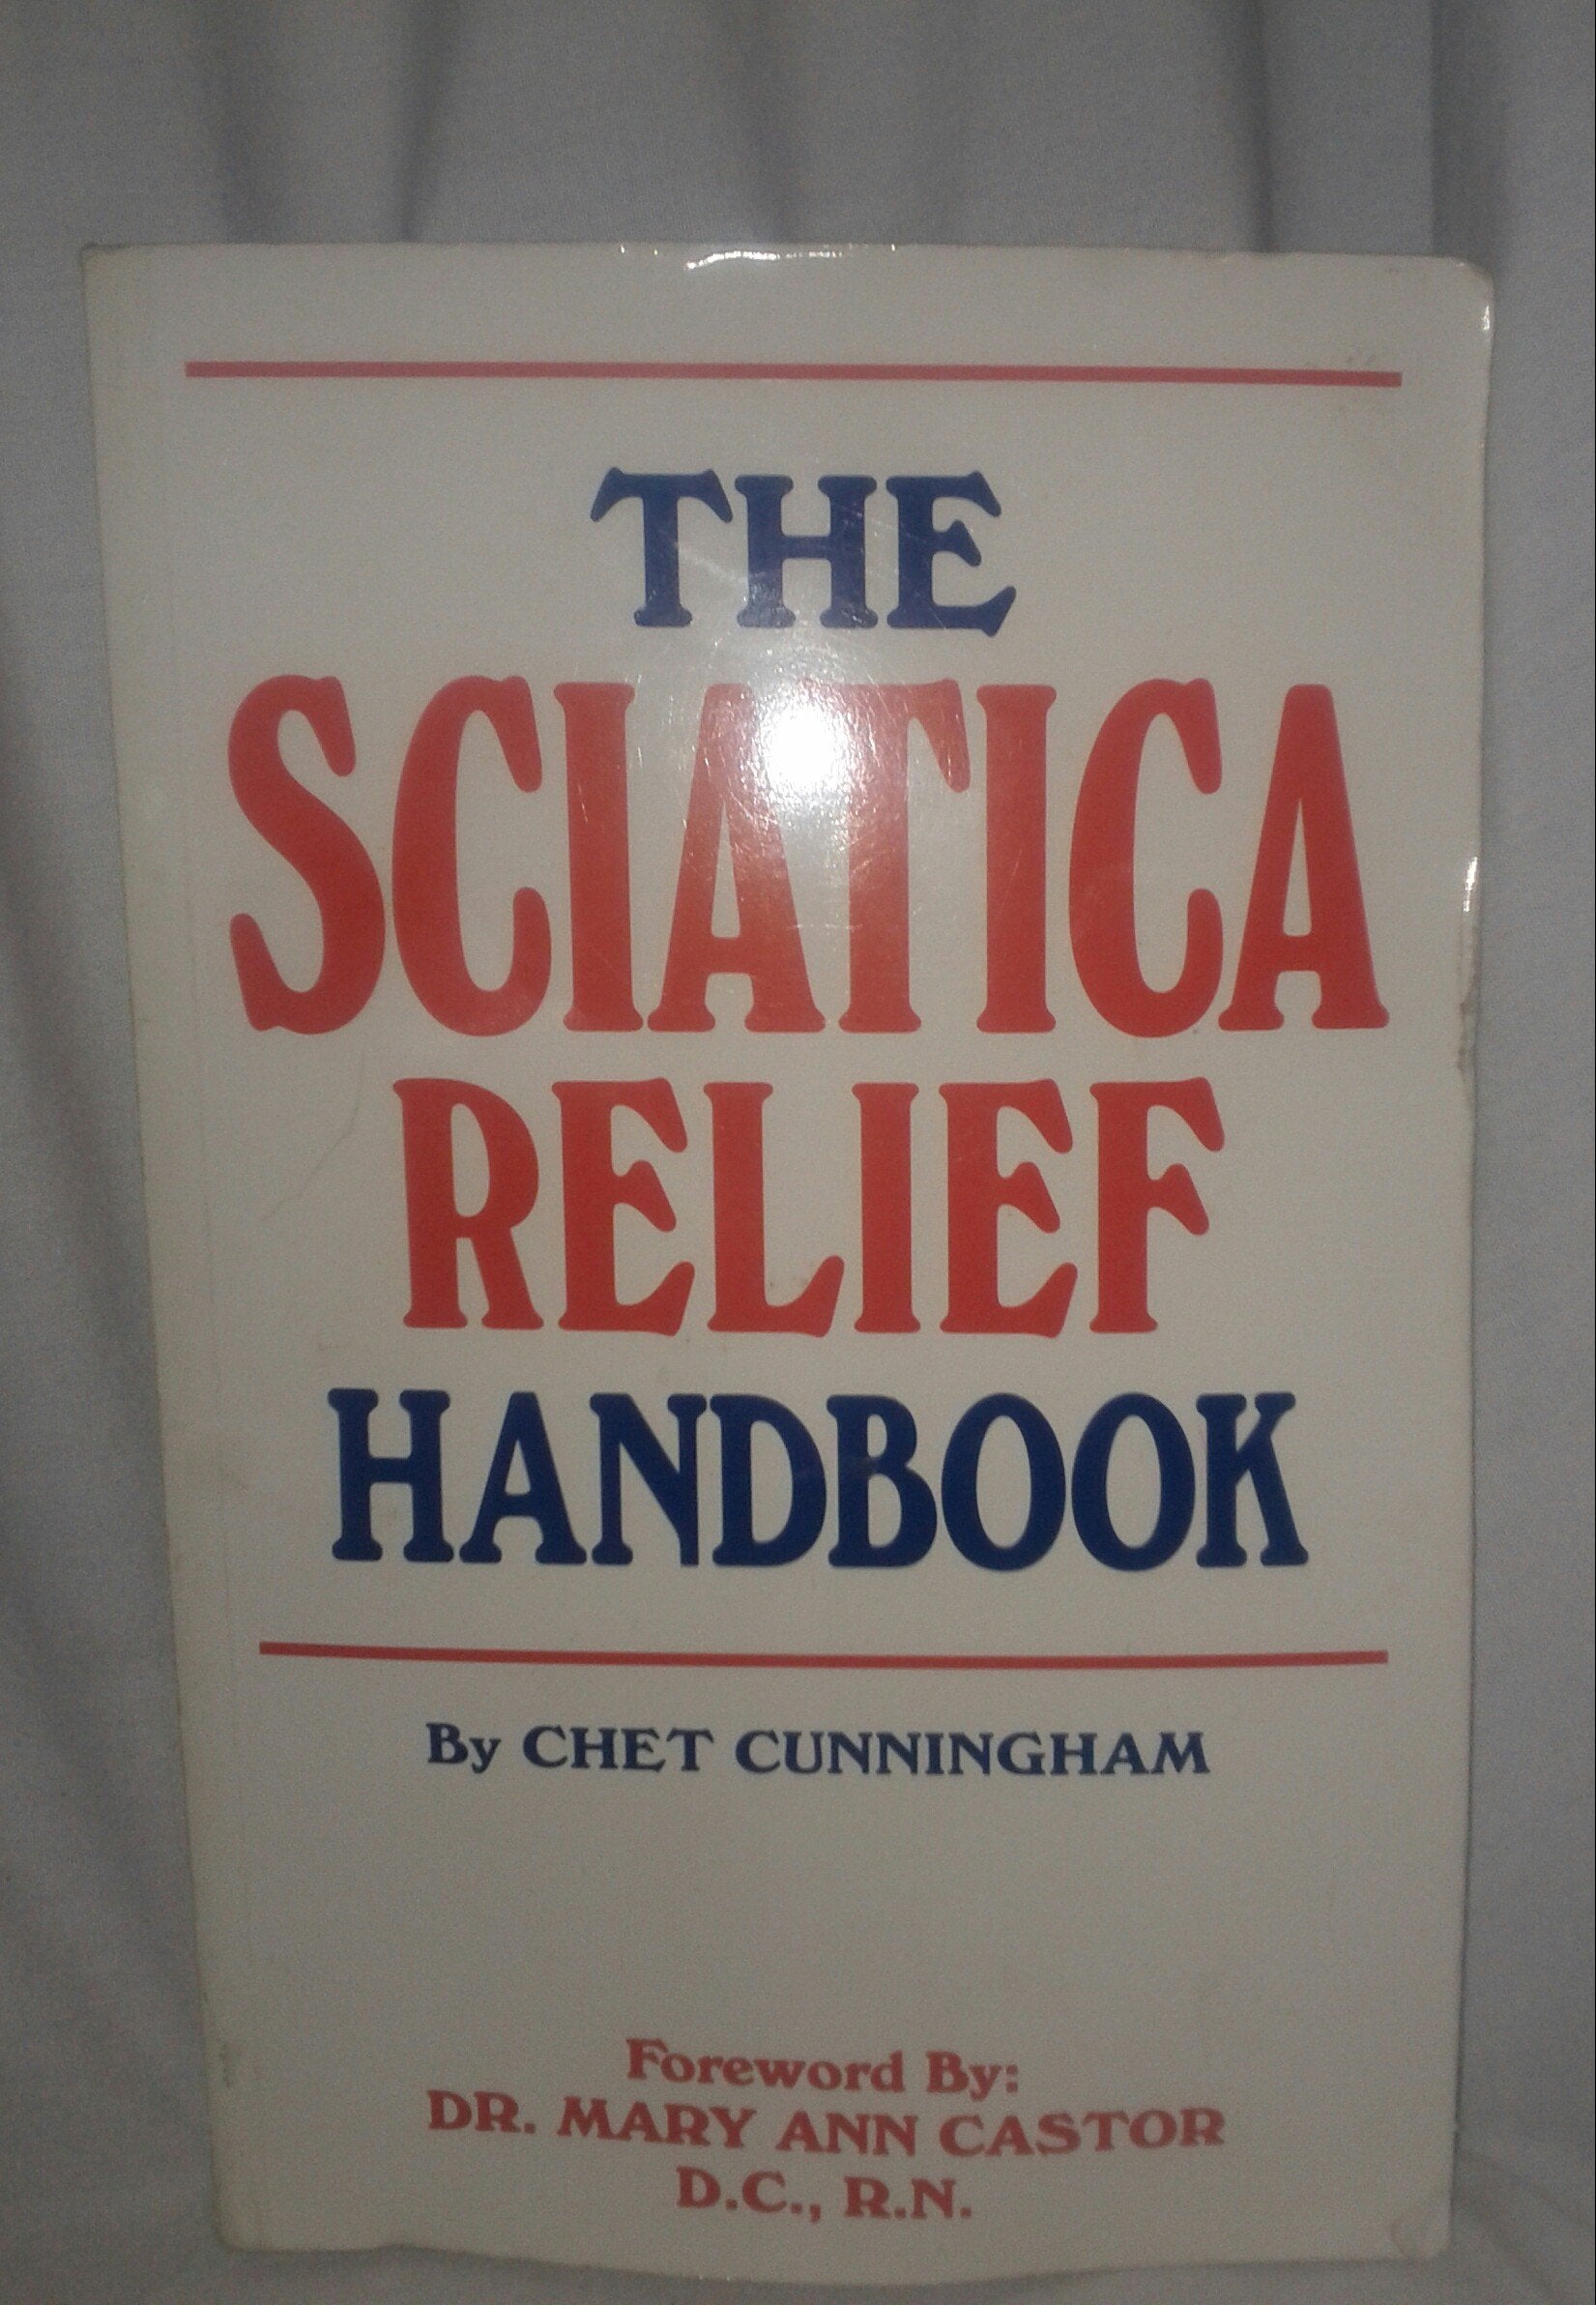 THE
SCIATICA
RELIEF
HANDBOOK
By CHET CUNNINGHAM
Foreword By:
DR. MARY ANN CASTOR
D.C., R.N.